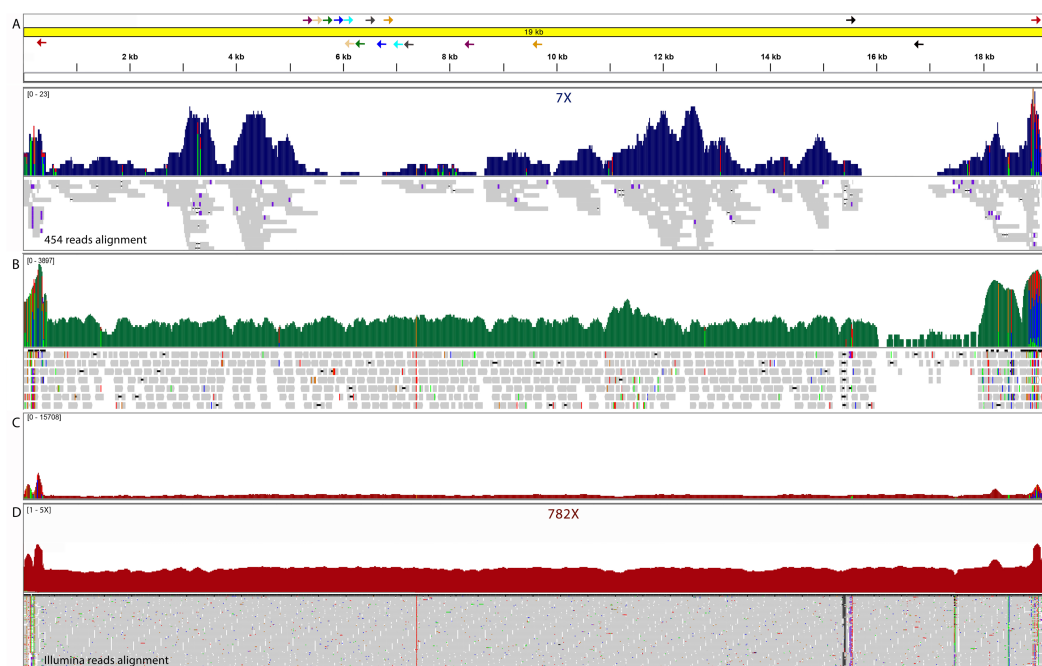 A
19 kb
2 kb 4 kb 6 kb 8 kb 10 kb 12 kb 14 kb 16 kb 18 kb
[0 - 23]
7X
454 reads alignment
B
[0 - 3897]
C
[0 - 15708]
D
[1 - 5X]
782X
Illumina reads alignment